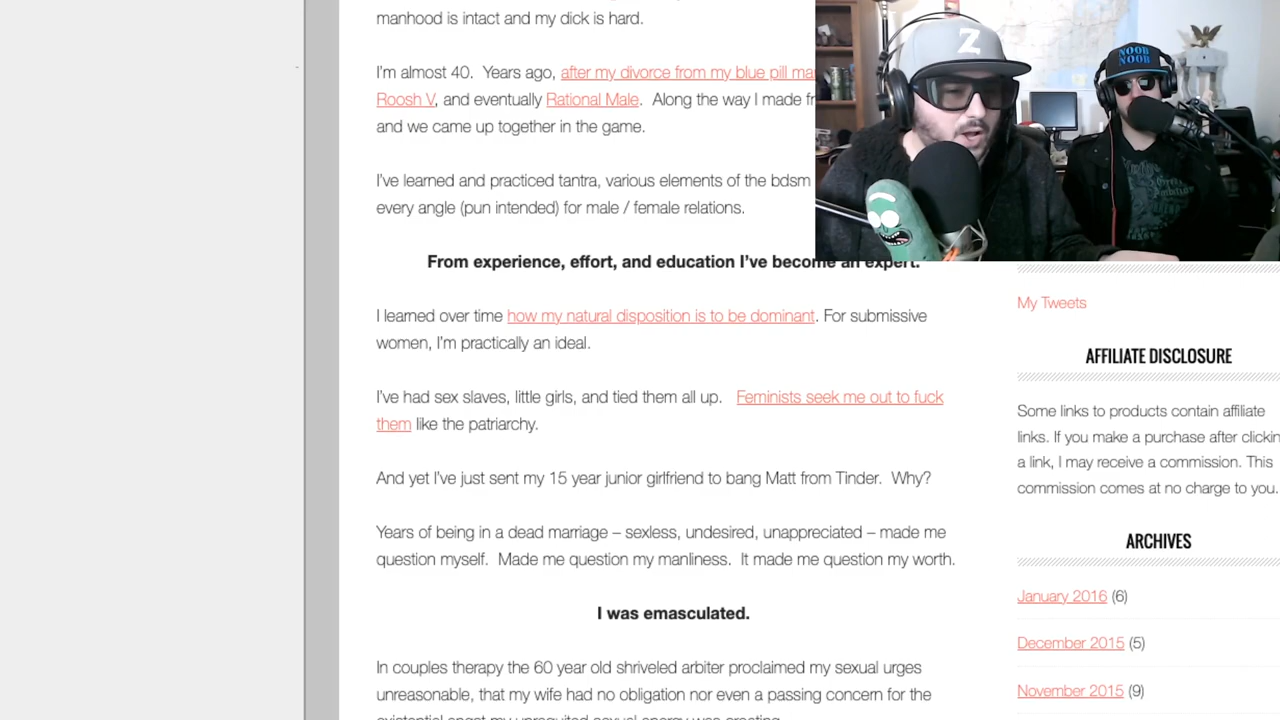 manhood is intact and my dick is hard.
I'm almost 40. Years ago, after my divorce from my blue pill
Roosh V, and eventually Rational Male. Along the way I made
and we came up together in the game.
I've learned and practiced tantra, various elements of the bdsm
every angle (pun intended) for male / female relations.
From experience, effort, and education I've become an expert.
I learned over time how my natural disposition is to be dominant. For submissive
women, I'm practically an ideal.
I've had sex slaves, little girls, and tied them all up. Feminists seek me out to fuck
them like the patriarchy.
And yet I've just sent my 15 year junior girlfriend to bang Matt from Tinder. Why?
Years of being in a dead marriage – sexless, undesired, unappreciated – made me
question myself. Made me question my manliness. It made me question my worth.
I was emasculated.
In couples therapy the 60 year old shriveled arbiter proclaimed my sexual urges
unreasonable, that my wife had no obligation nor even a passing concern for the
Z
NOOB
NOOB
My Tweets
AFFILIATE DISCLOSURE
Some links to products contain affiliate
links. If you make a purchase after clickin
a link, I may receive a commission. This
commission comes at no charge to you.
ARCHIVES
January 2016 (6)
December 2015 (5)
November 2015 (9)